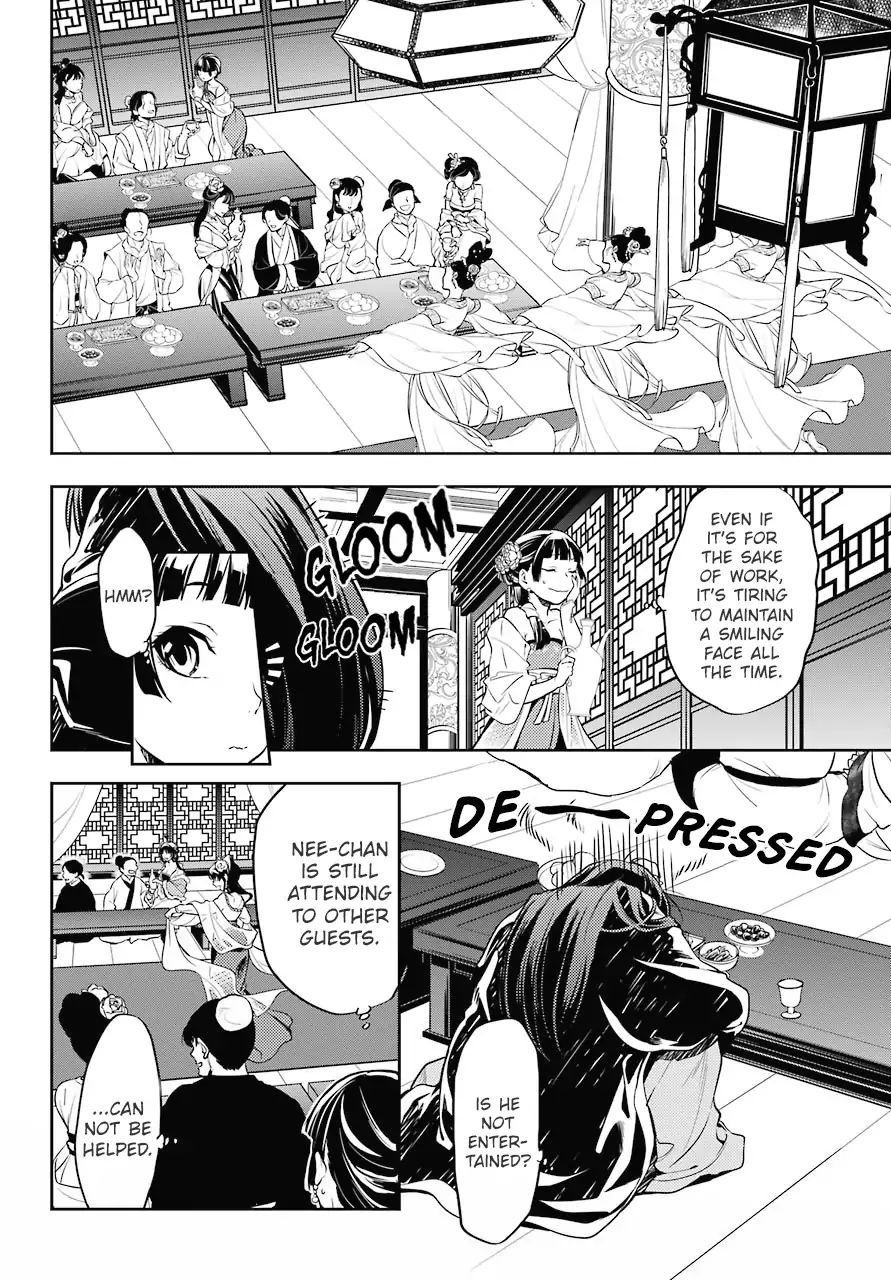 EVEN IF
IT'S FOR
THE SAKE
OF WORK,
IT'S TIRING
TO MAINTAIN
A SMILING
FACE ALL
THE TIME.
GLOOM
GLOOM
HMM?
DE—PRESSED
IS HE
NOT
ENTER-
TAINED?
NEE-CHAN
IS STILL
ATTENDING
TO OTHER
GUESTS.
...CAN
NOT BE
HELPED.